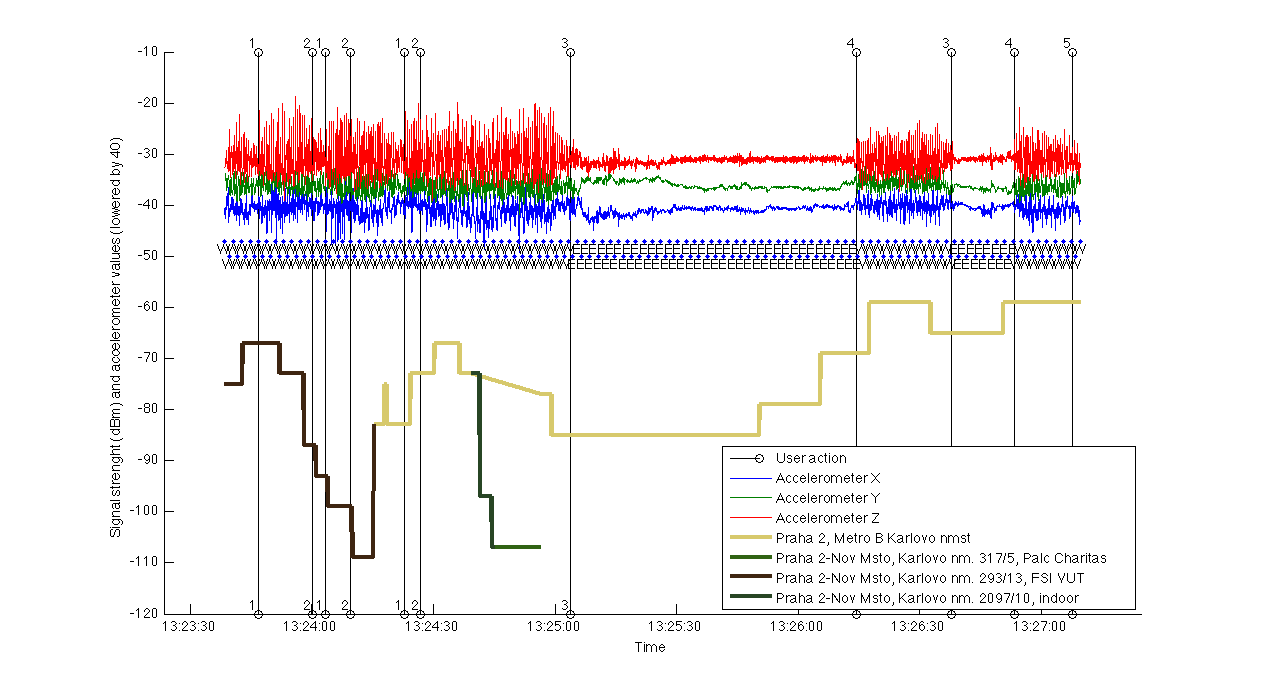 1 2 1 2 1 2 3 4 3 4 5
-10
-20
-30
-40
-50
-60
-70
-80
-90
-100
-110
-120
Signal strenght (dBm) and accelerometer values (lowered by 40)
User action
Accelerometer X
Accelerometer Y
Accelerometer Z
Praha 2, Metro B Karlovo nmst
Praha 2-Nov Msto, Karlovo nm. 317/5, Palc Charitas
Praha 2-Nov Msto, Karlovo nm. 293/13, FSI VUT
Praha 2-Nov Msto, Karlovo nm. 2097/10, indoor
1 2 1 2 1 2 3
13:23:30 13:24:00 13:24:30 13:25:00 13:25:30 13:26:00 13:26:30 13:27:00
Time